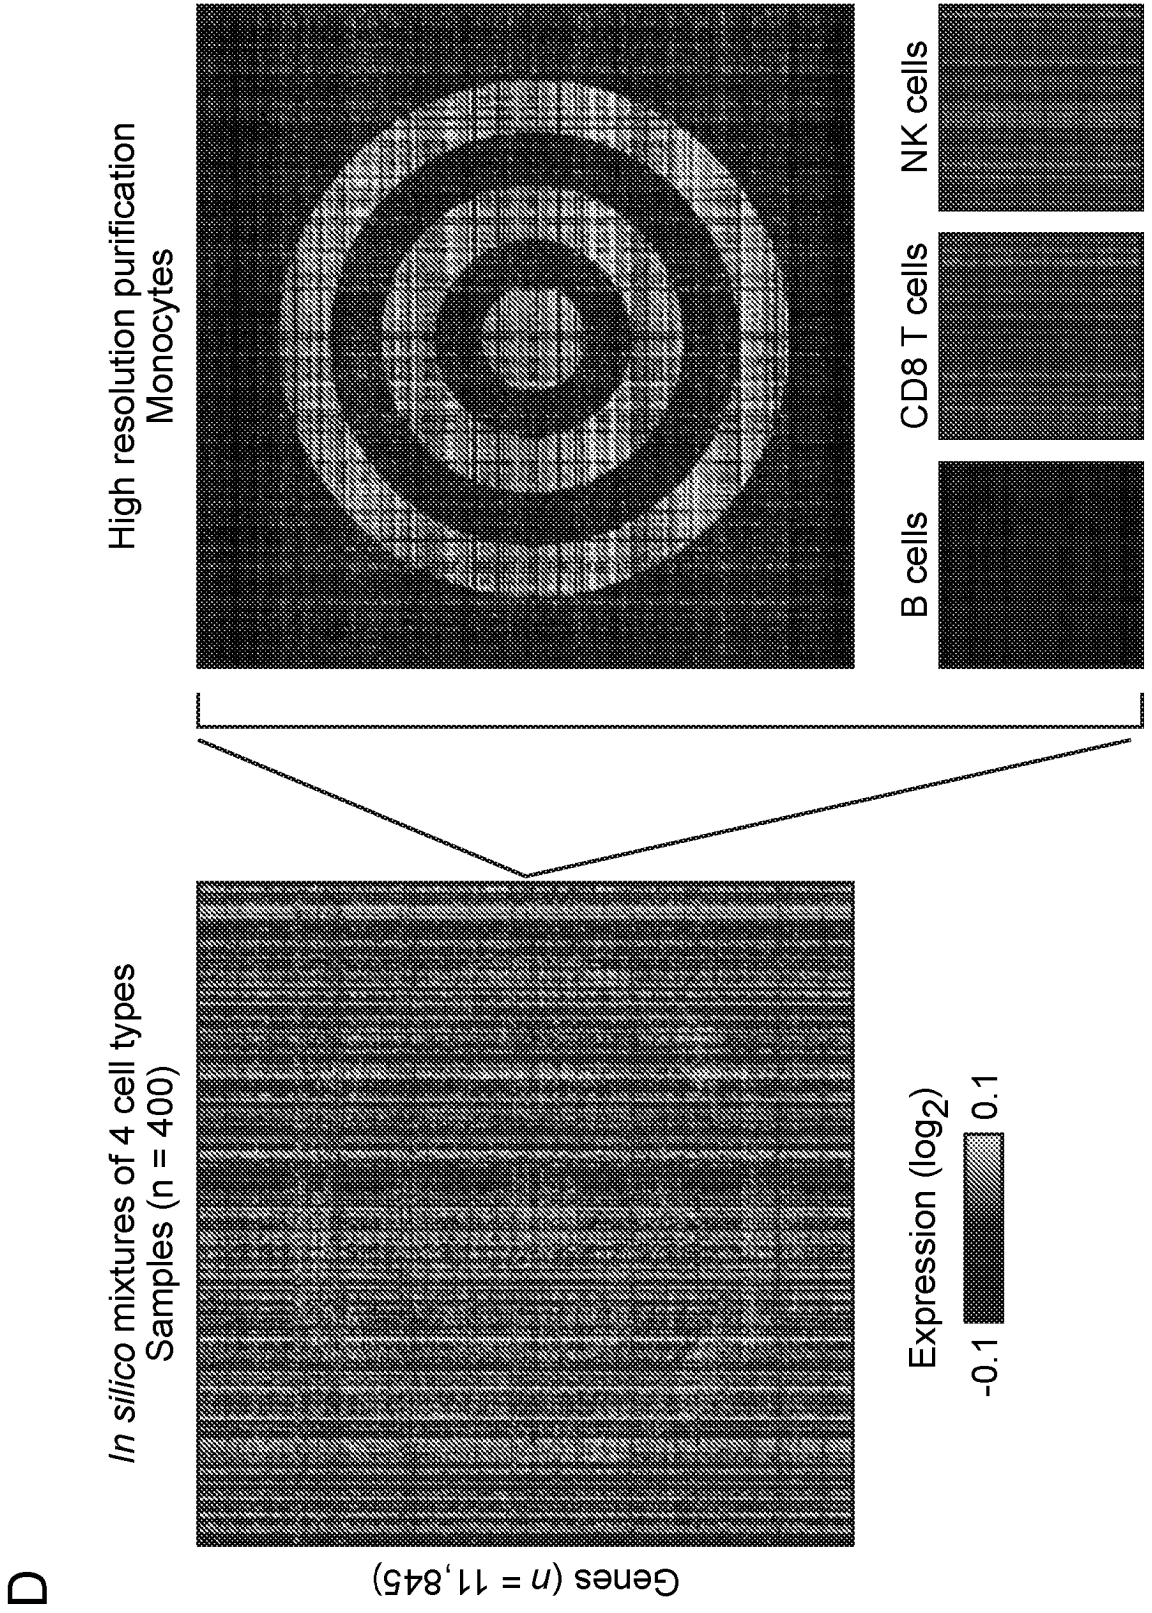 D
In silico mixtures of 4 cell types
Samples (n = 400)
Genes (n = 11,845)
Expression (log2)
-0.1
0.1
High resolution purification
Monocytes
B cells
CD8 T cells
NK cells